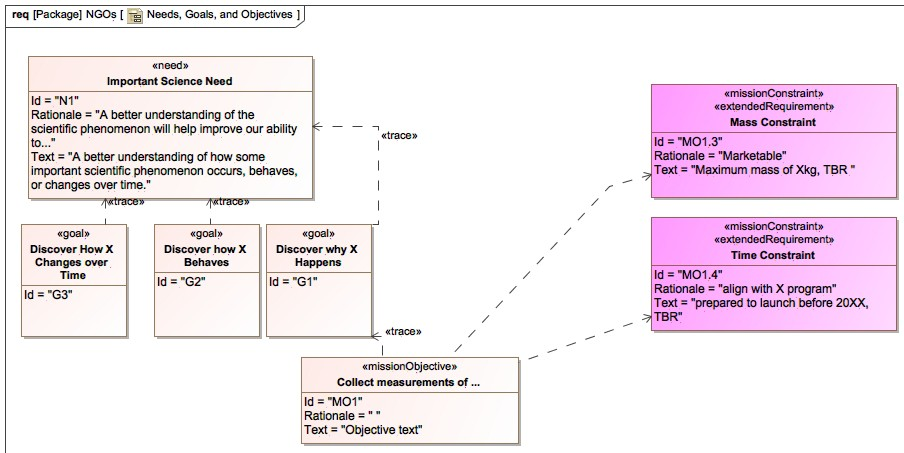 req [Package] NGOs [ Needs, Goals, and Objectives ]
«need»
Important Science Need
Id = "N1"
Rationale = "A better understanding of the
scientific phenomenon will help improve our ability
to..."
Text = "A better understanding of how some
important scientific phenomenon occurs, behaves,
or changes over time."
«trace»
«trace»
«trace»
«goal»
Discover How X
Changes over
Time
Id = "G3"
«goal»
Discover how X
Behaves
Id = "G2"
«goal»
Discover why X
Happens
Id = "G1"
«trace»
«missionObjective»
Collect measurements of ...
Id = "MO1"
Rationale = " "
Text = "Objective text"
«missionConstraint»
«extendedRequirement»
Mass Constraint
Id = "MO1.3"
Rationale = "Marketable"
Text = "Maximum mass of Xkg, TBR "
«missionConstraint»
«extendedRequirement»
Time Constraint
Id = "MO1.4"
Rationale = "align with X program"
Text = "prepared to launch before 20XX,
TBR"